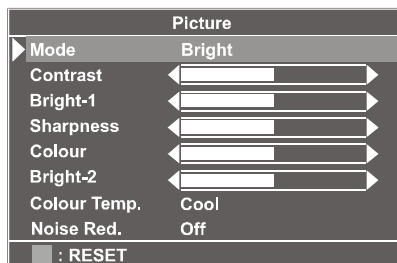 Picture
Mode Bright
Contrast
Bright-1
Sharpness
Colour
Bright-2
Colour Temp. Cool
Noise Red. Off
: RESET